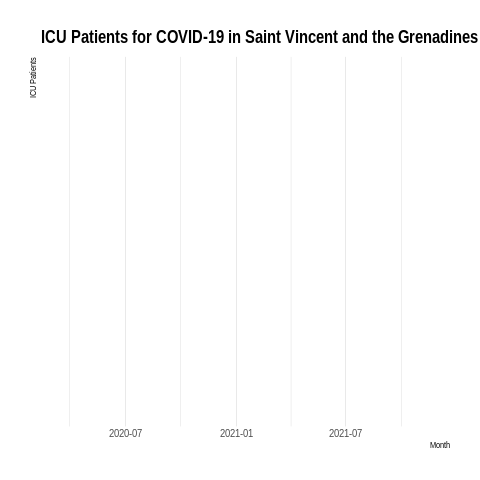 ICU Patients for COVID-19 in Saint Vincent and the Grenadines
ICU Patients
2020-07
2021-01
2021-07
Month